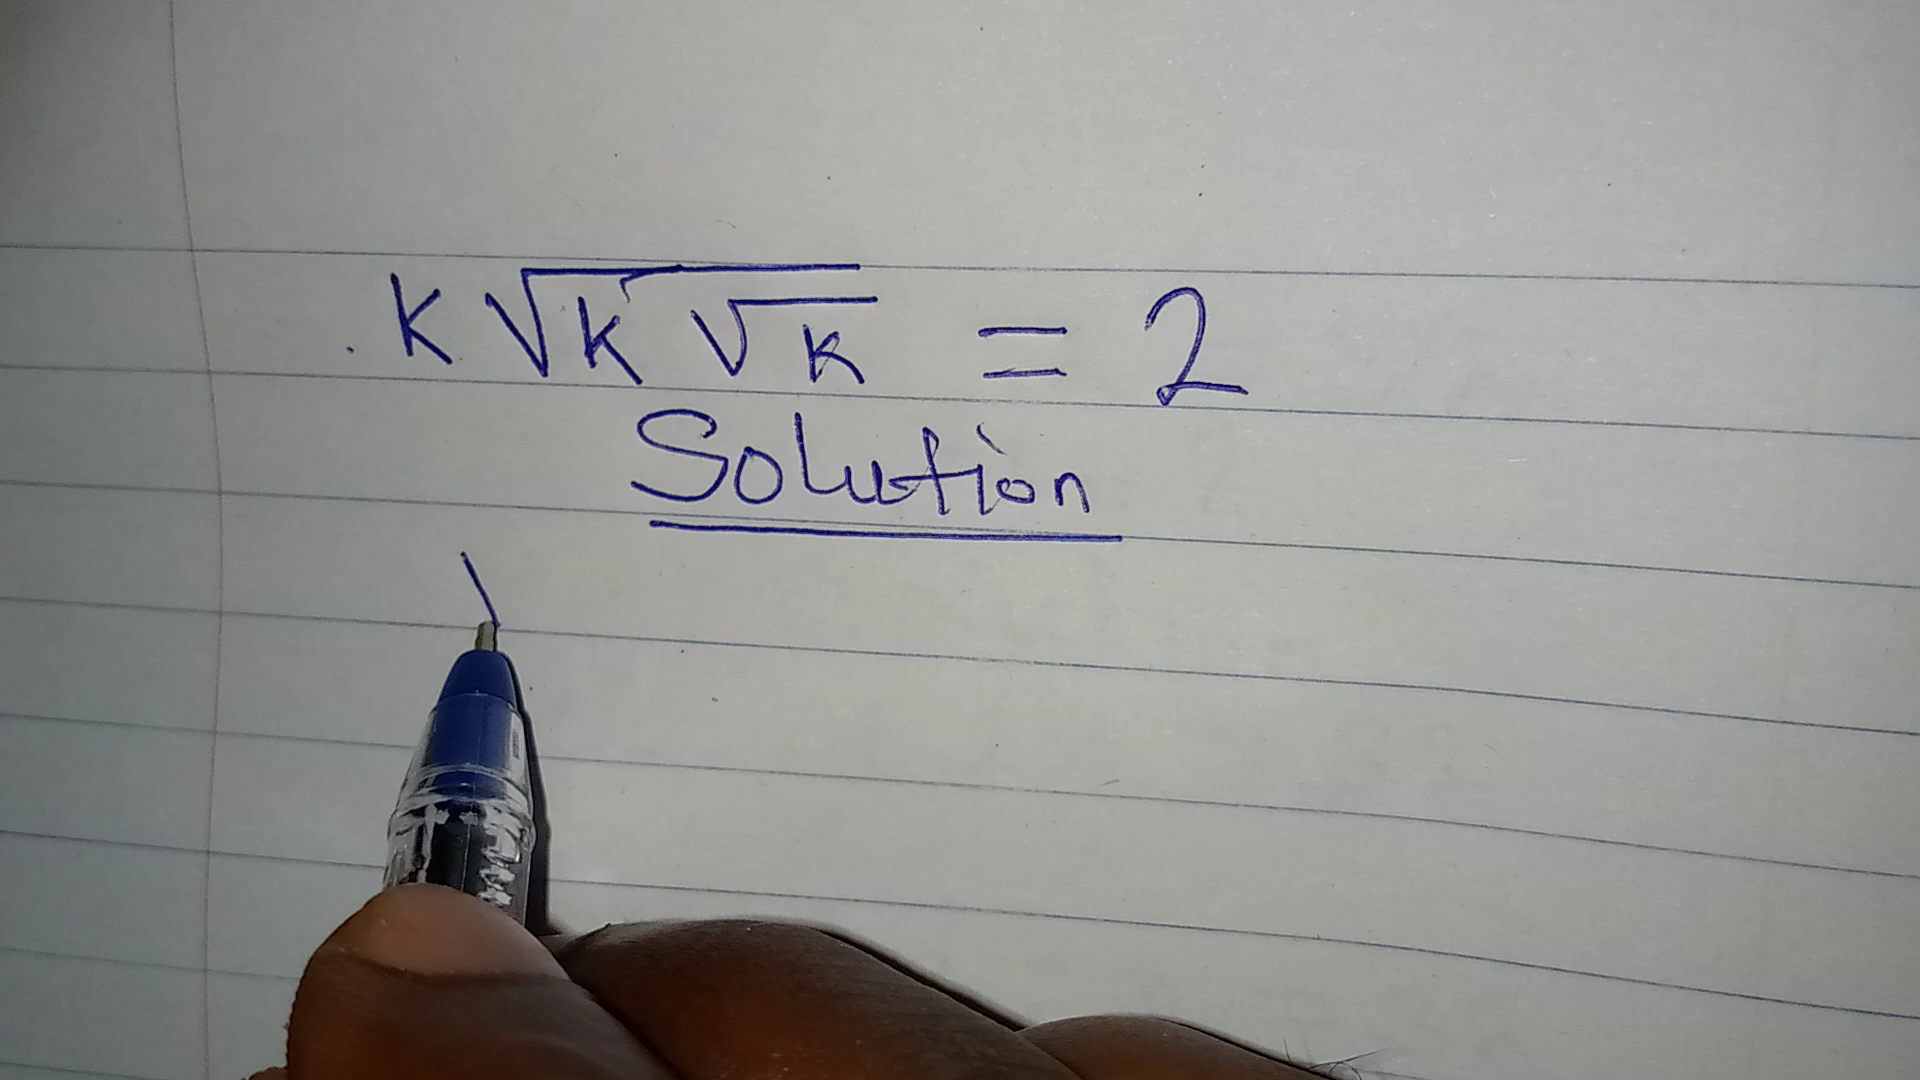 K√(K√K) = 2
Solution